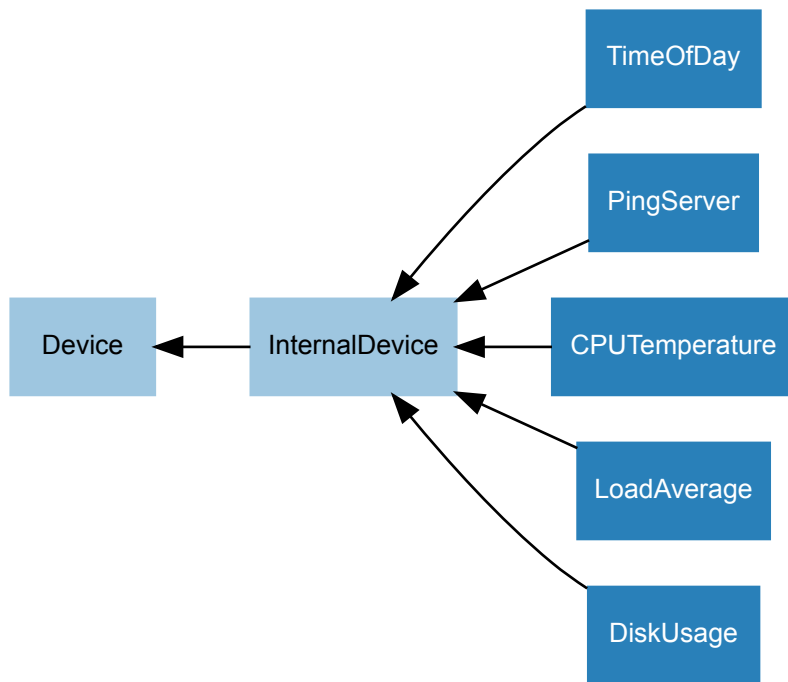 TimeOfDay
PingServer
Device
InternalDevice
CPUTemperature
LoadAverage
DiskUsage